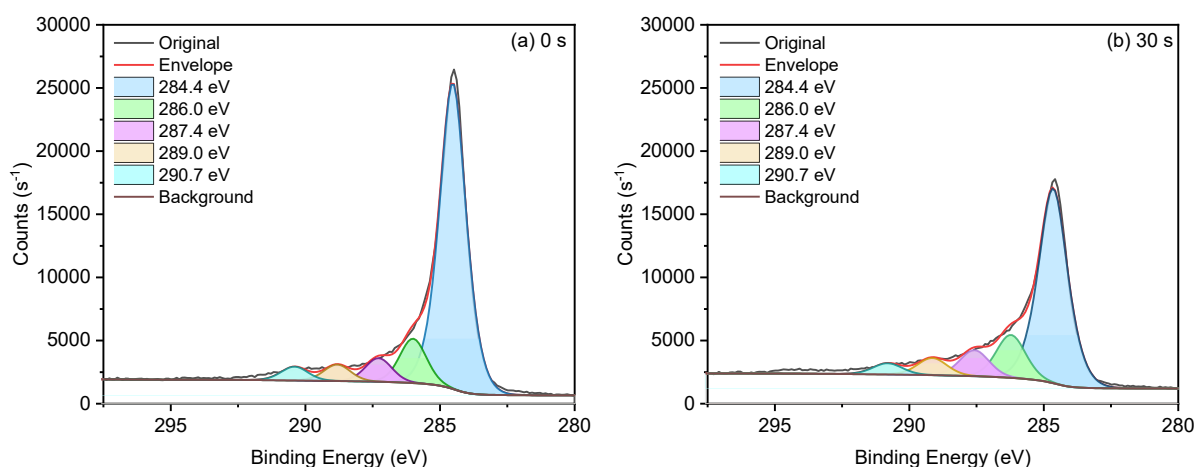 30000
25000
20000
15000
10000
5000
0
Counts (s⁻¹)
Original
Envelope
284.4 eV
286.0 eV
287.4 eV
289.0 eV
290.7 eV
Background
(a) 0 s
295 290 285 280
Binding Energy (eV)
30000
25000
20000
15000
10000
5000
0
Counts (s⁻¹)
Original
Envelope
284.4 eV
286.0 eV
287.4 eV
289.0 eV
290.7 eV
Background
(b) 30 s
295 290 285 280
Binding Energy (eV)